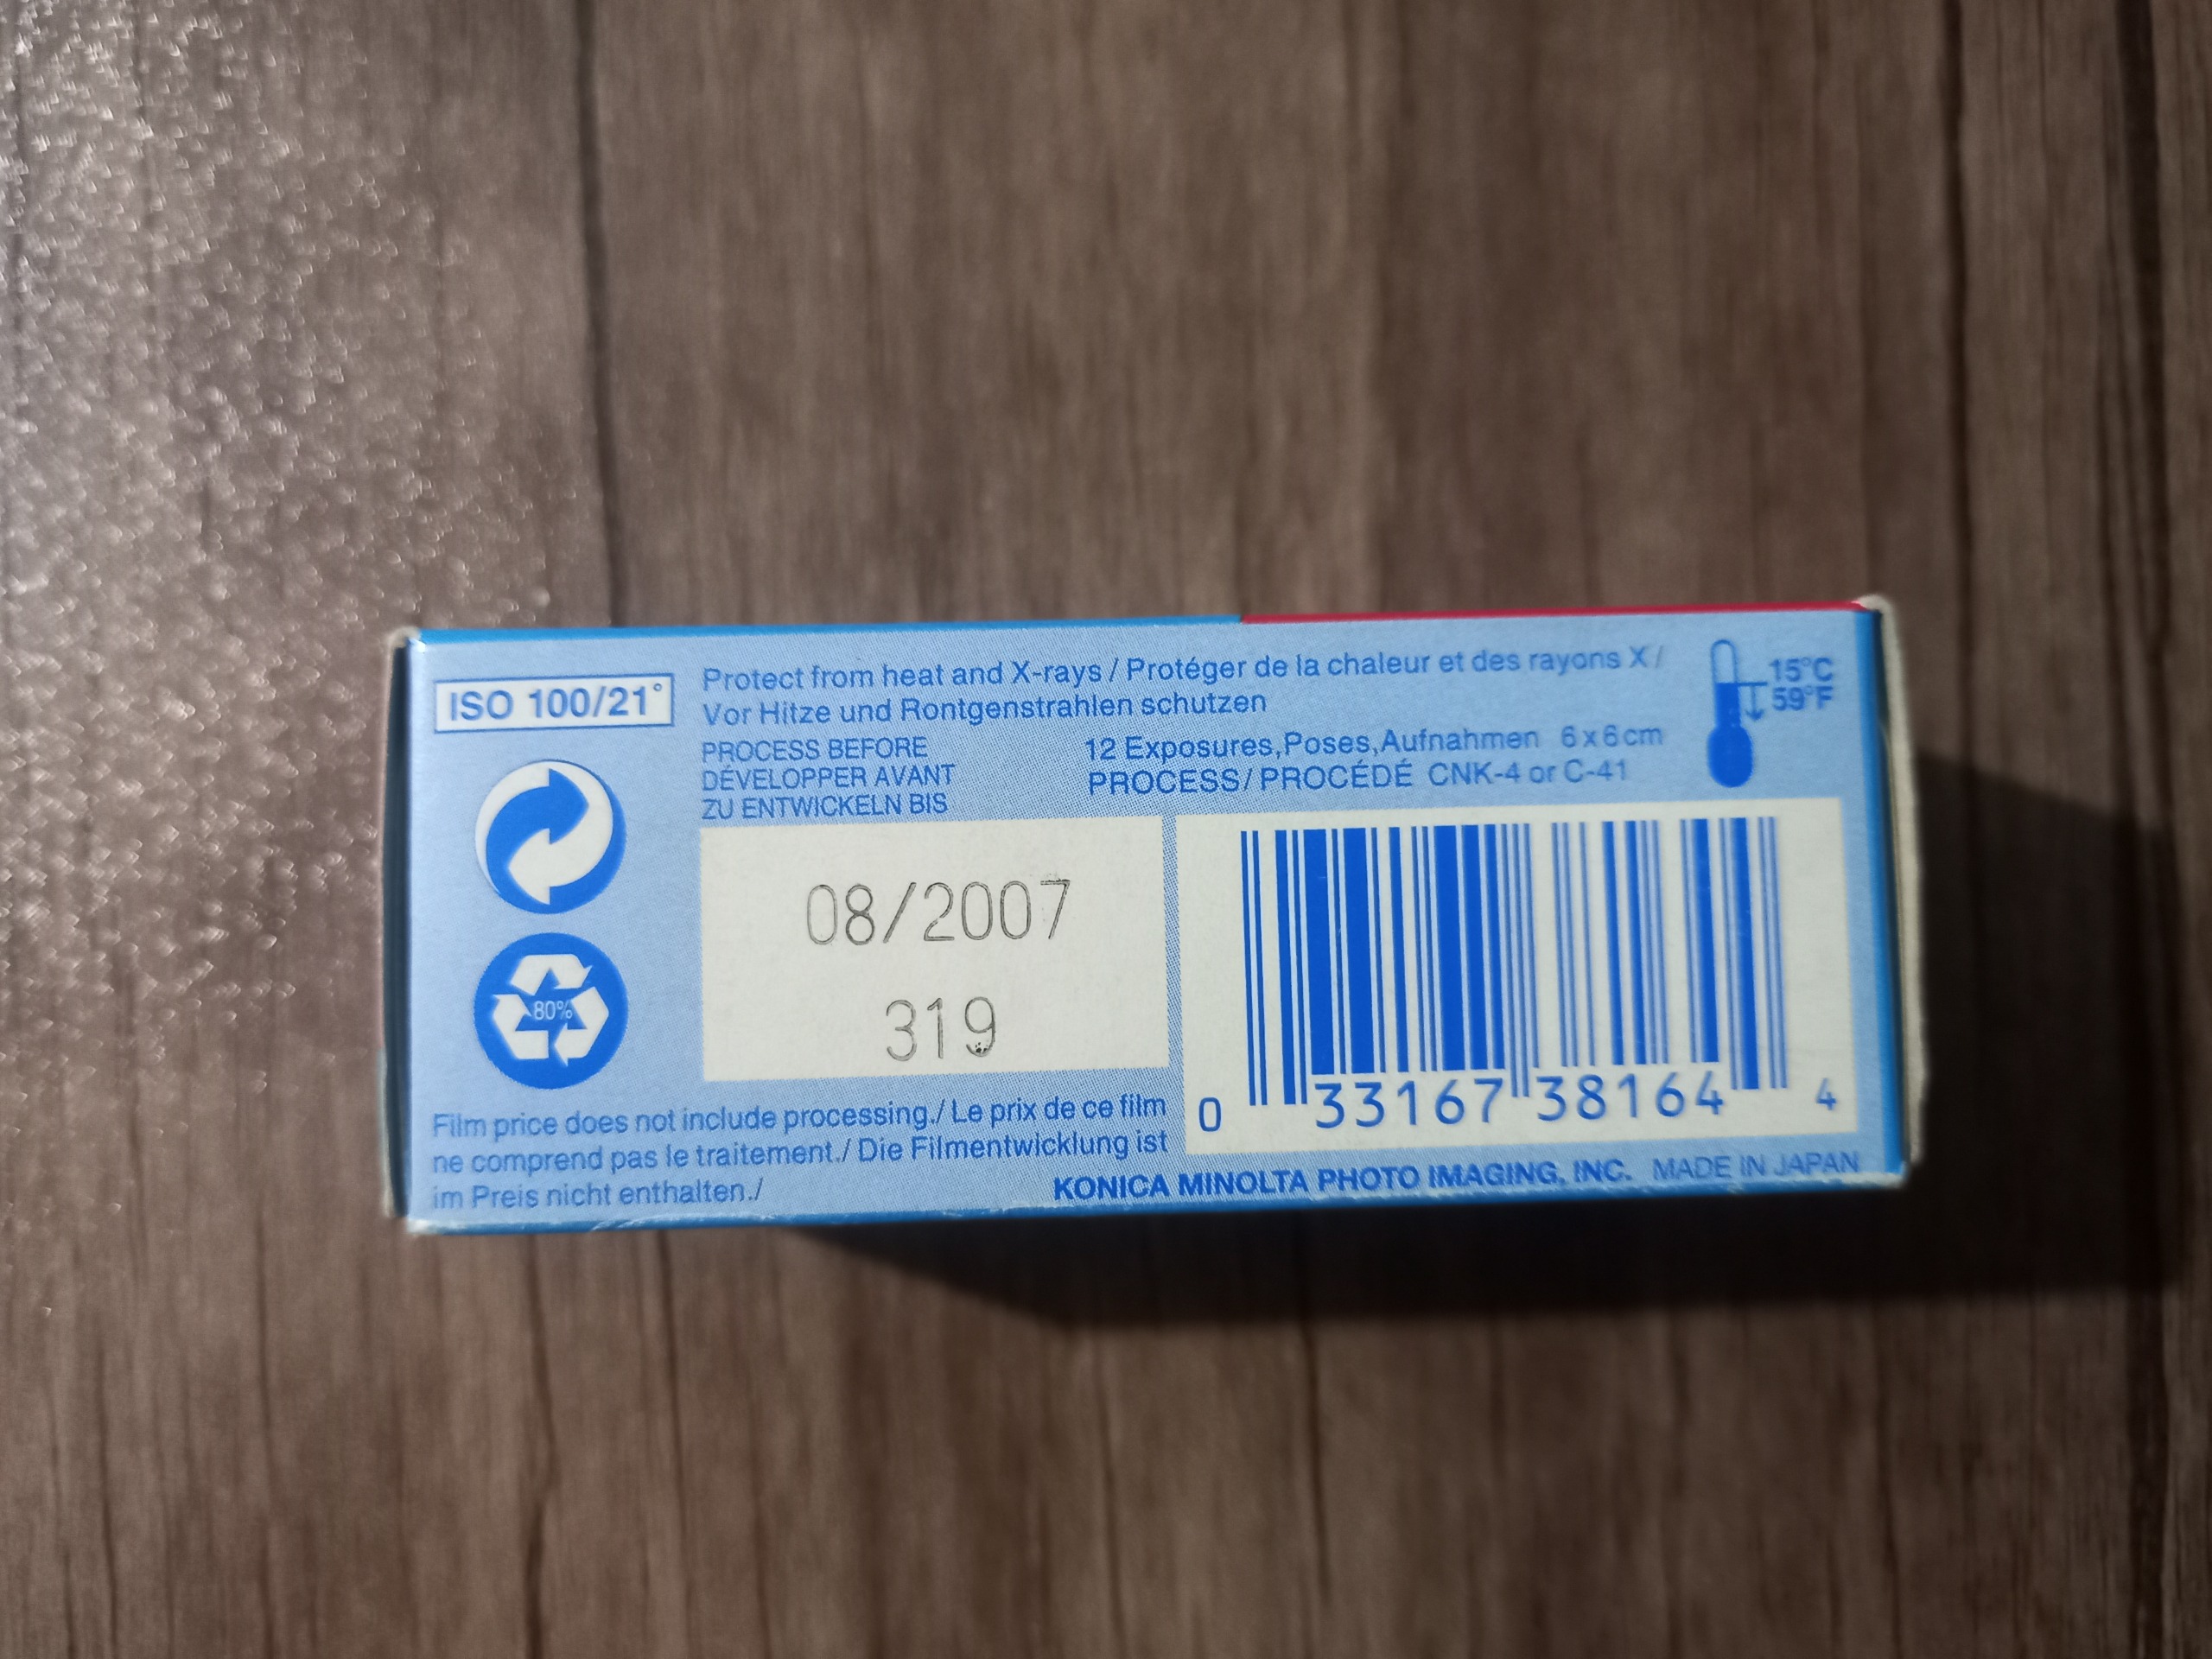 ISO 100/21°
Protect from heat and X-rays / Protéger de la chaleur et des rayons X /
Vor Hitze und Rontgenstrahlen schutzen
15°C
59°F
PROCESS BEFORE
DÉVELOPPER AVANT
ZU ENTWICKELN BIS
12 Exposures,Poses,Aufnahmen 6x6cm
PROCESS/PROCÉDÉ CNK-4 or C-41
08/2007
319
80%
0 33167 38164 4
Film price does not include processing./ Le prix de ce film
ne comprend pas le traitement./ Die Filmentwicklung ist
im Preis nicht enthalten./
KONICA MINOLTA PHOTO IMAGING, INC. MADE IN JAPAN